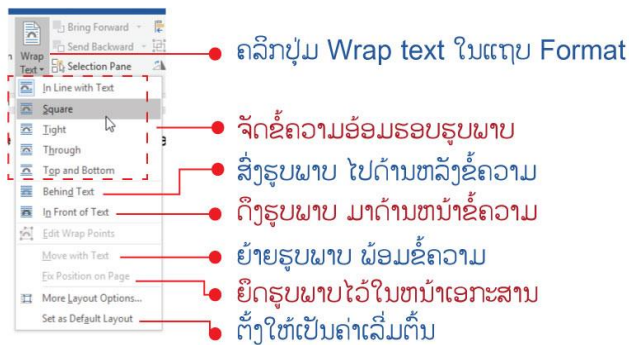 Bring Forward
Send Backward
Selection Pane
Wrap
Text
In Line with Text
Square
Tight
Through
Top and Bottom
Behind Text
In Front of Text
Edit Wrap Points
Move with Text
Fix Position on Page
More Layout Options...
Set as Default Layout
ຄລິກປຸ່ມ Wrap text ໃນແຖບ Format
ຈັດຂໍ້ຄວາມອ້ອມຮອບຮູບພາບ
ສົ່ງຮູບພາບ ໄປດ້ານຫລັງຂໍ້ຄວາມ
ດຶງຮູບພາບ ມາດ້ານຫນ້າຂໍ້ຄວາມ
ຍ້າຍຮູບພາບ ພ້ອມຂໍ້ຄວາມ
ຍຶດຮູບພາບໄວ້ໃນຫນ້າເອກະສານ
ຕັ້ງໃຫ້ເປັນຄ່າເລີ່ມຕົ້ນ